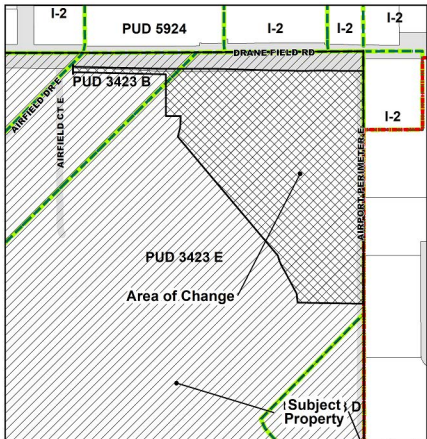 I-2
PUD 5924
I-2
I-2
I-2
DRANE FIELD RD
PUD 3423 B
I-2
AIRFIELD DR E
AIRFIELD CT E
AIRPORT PERIMETER E
PUD 3423 E
Area of Change
Subject
D
Property